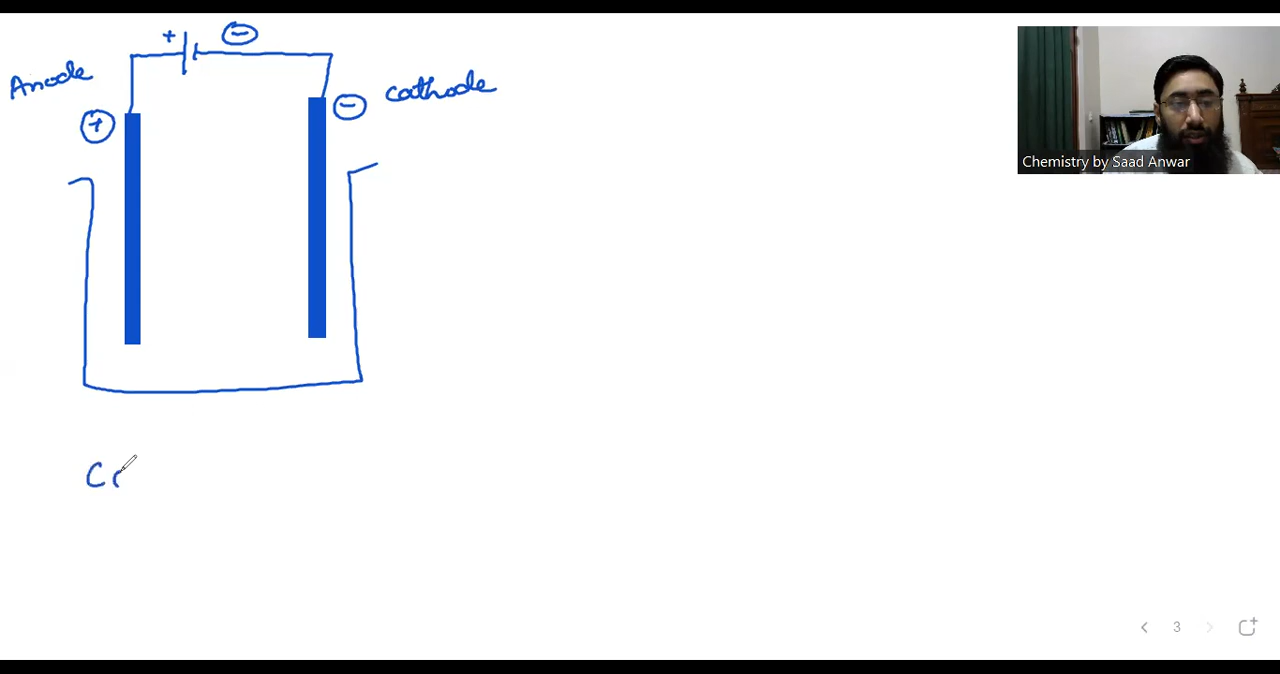 + −
Anode
+
− cathode
Chemistry by Saad Anwar
C
3